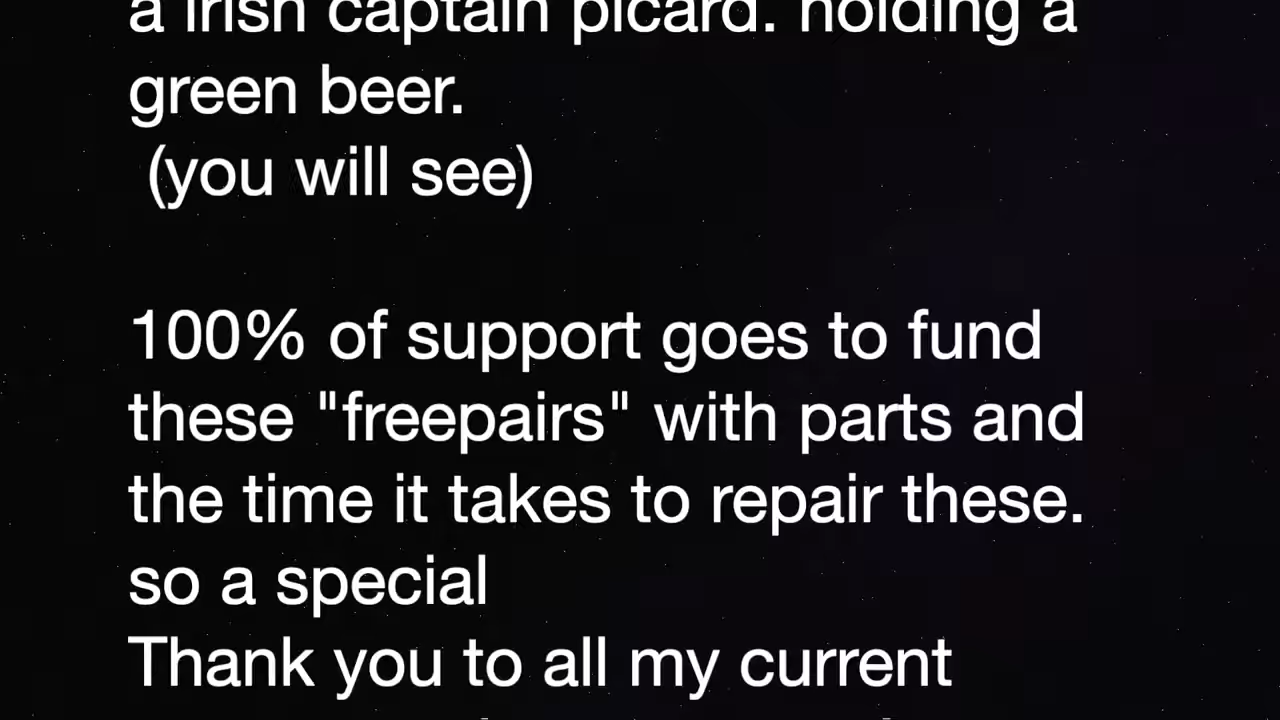 a irish captain picard. holding a
green beer.
(you will see)
100% of support goes to fund
these "freepairs" with parts and
the time it takes to repair these.
so a special
Thank you to all my current